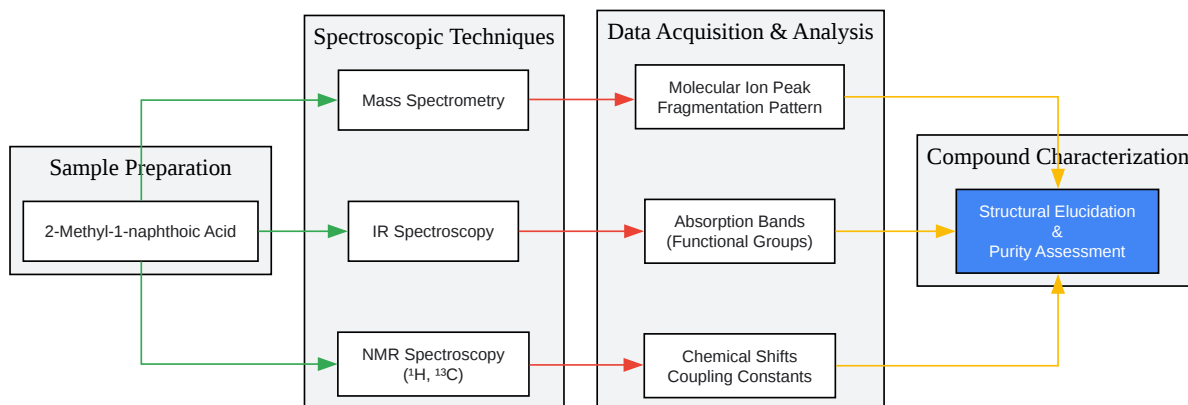 Sample Preparation
2-Methyl-1-naphthoic Acid
Spectroscopic Techniques
Mass Spectrometry
IR Spectroscopy
NMR Spectroscopy
(¹H, ¹³C)
Data Acquisition & Analysis
Molecular Ion Peak
Fragmentation Pattern
Absorption Bands
(Functional Groups)
Chemical Shifts
Coupling Constants
Compound Characterization
Structural Elucidation
&
Purity Assessment